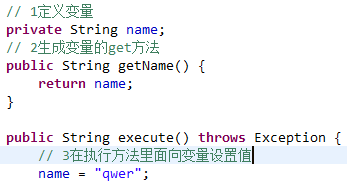 // 1定义变量
private String name;
// 2生成变量的get方法
public String getName() {
return name;
}
public String execute() throws Exception {
// 3在执行方法里面向变量设置值
name = "qwer";